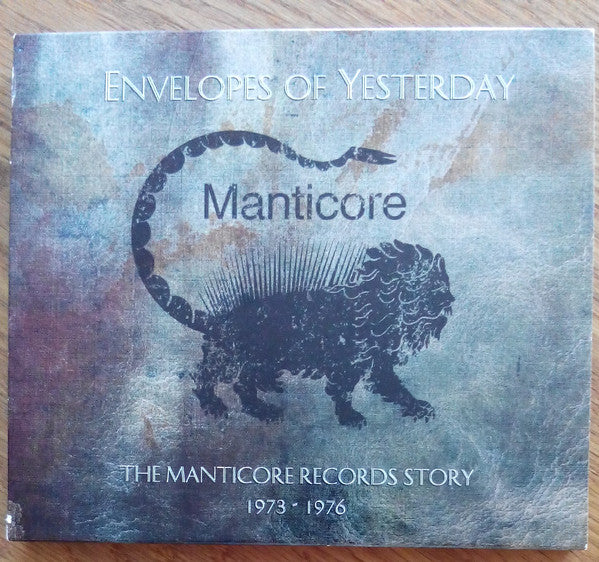 ENVELOPES OF YESTERDAY
Manticore
THE MANTICORE RECORDS STORY
1973 - 1976